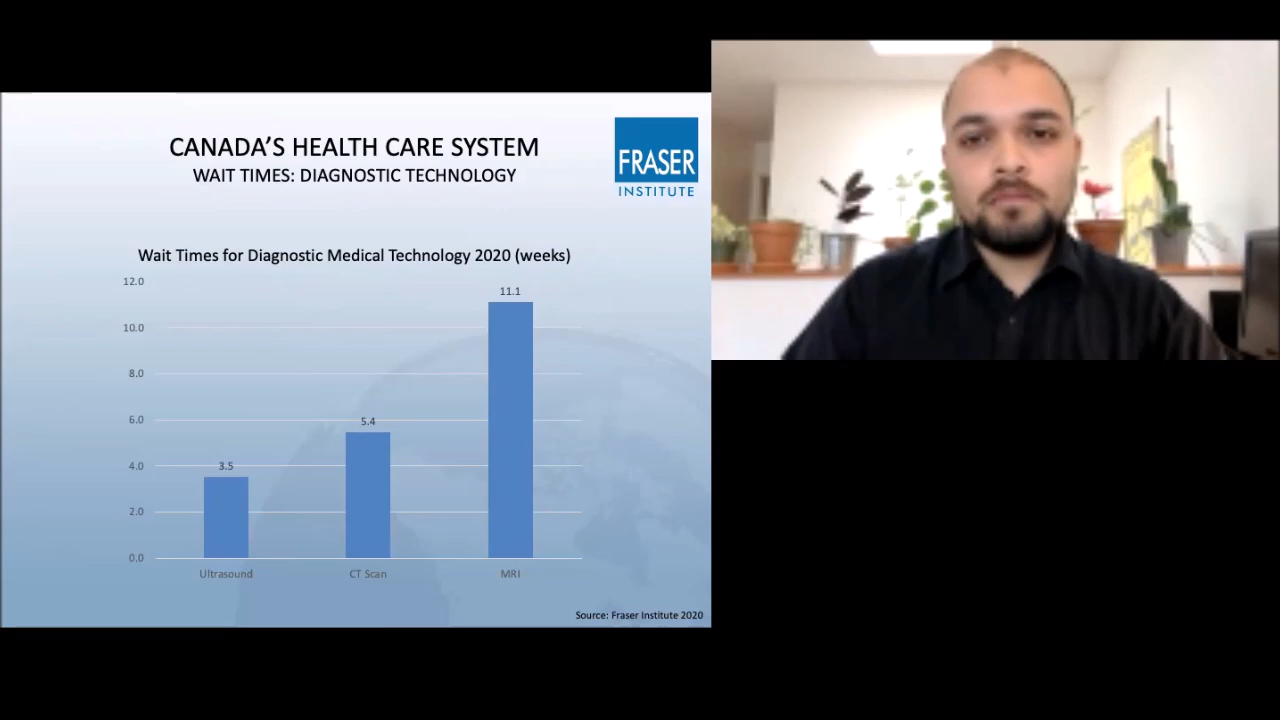 CANADA'S HEALTH CARE SYSTEM
WAIT TIMES: DIAGNOSTIC TECHNOLOGY
FRASER
INSTITUTE
Wait Times for Diagnostic Medical Technology 2020 (weeks)
12.0
10.0
8.0
6.0
4.0
2.0
0.0
3.5
5.4
11.1
Ultrasound
CT Scan
MRI
Source: Fraser Institute 2020